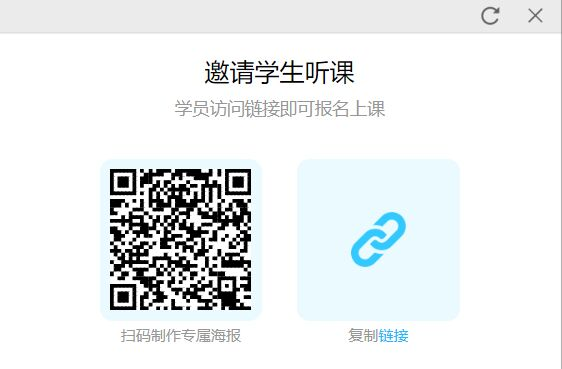 邀请学生听课
学员访问链接即可报名上课
扫码制作专属海报
复制链接